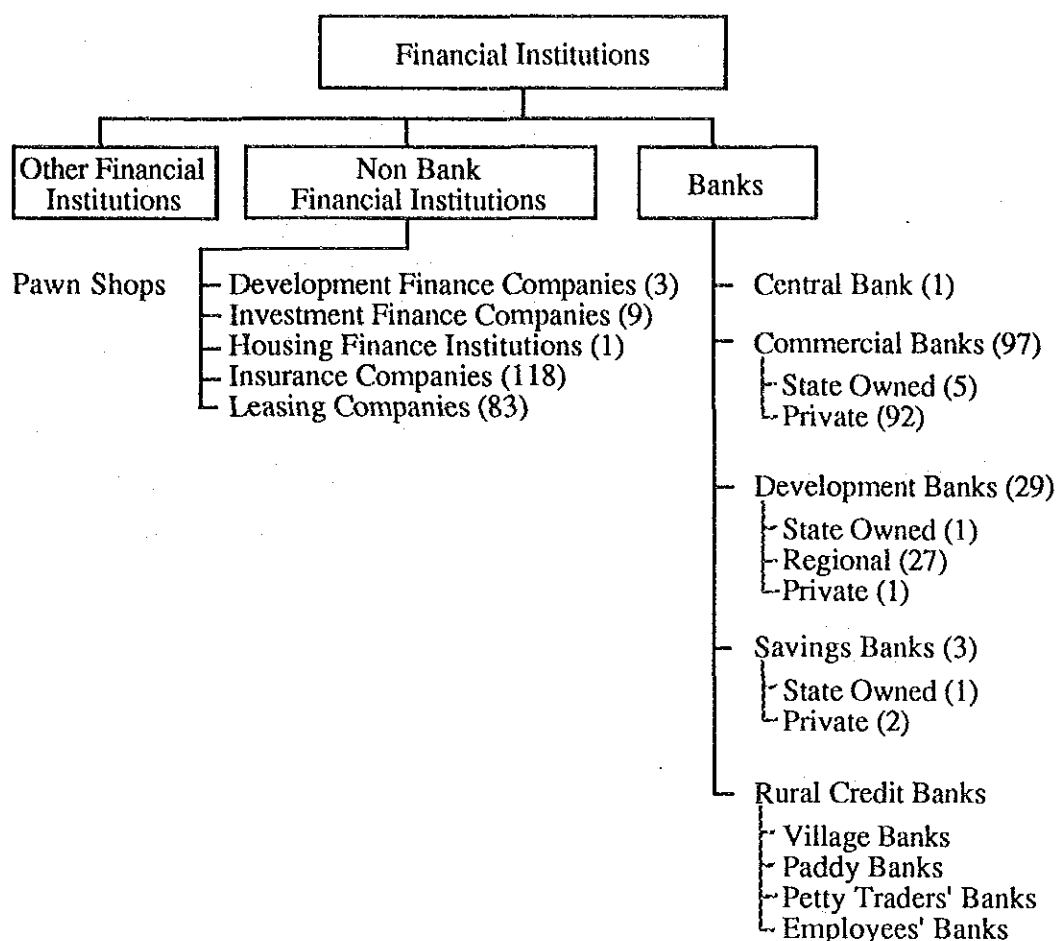 Financial Institutions
Other Financial
Institutions
Non Bank
Financial Institutions
Banks
Pawn Shops
Development Finance Companies (3)
Investment Finance Companies (9)
Housing Finance Institutions (1)
Insurance Companies (118)
Leasing Companies (83)
Central Bank (1)
Commercial Banks (97)
State Owned (5)
Private (92)
Development Banks (29)
State Owned (1)
Regional (27)
Private (1)
Savings Banks (3)
State Owned (1)
Private (2)
Rural Credit Banks
Village Banks
Paddy Banks
Petty Traders' Banks
Employees' Banks